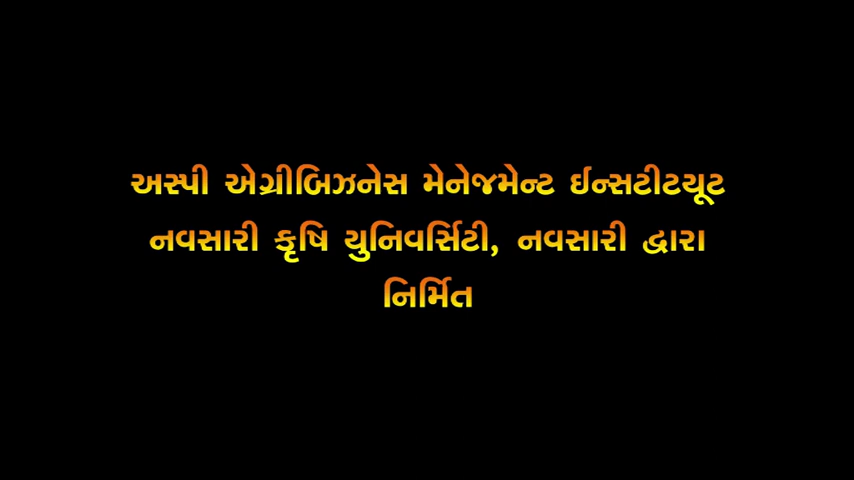 અસ્પી એગ્રીબિઝનેસ મેનેજમેન્ટ ઈન્સટીટયૂટ
નવસારી કૃષિ યુનિવર્સિટી, નવસારી દ્વારા
નિર્મિત